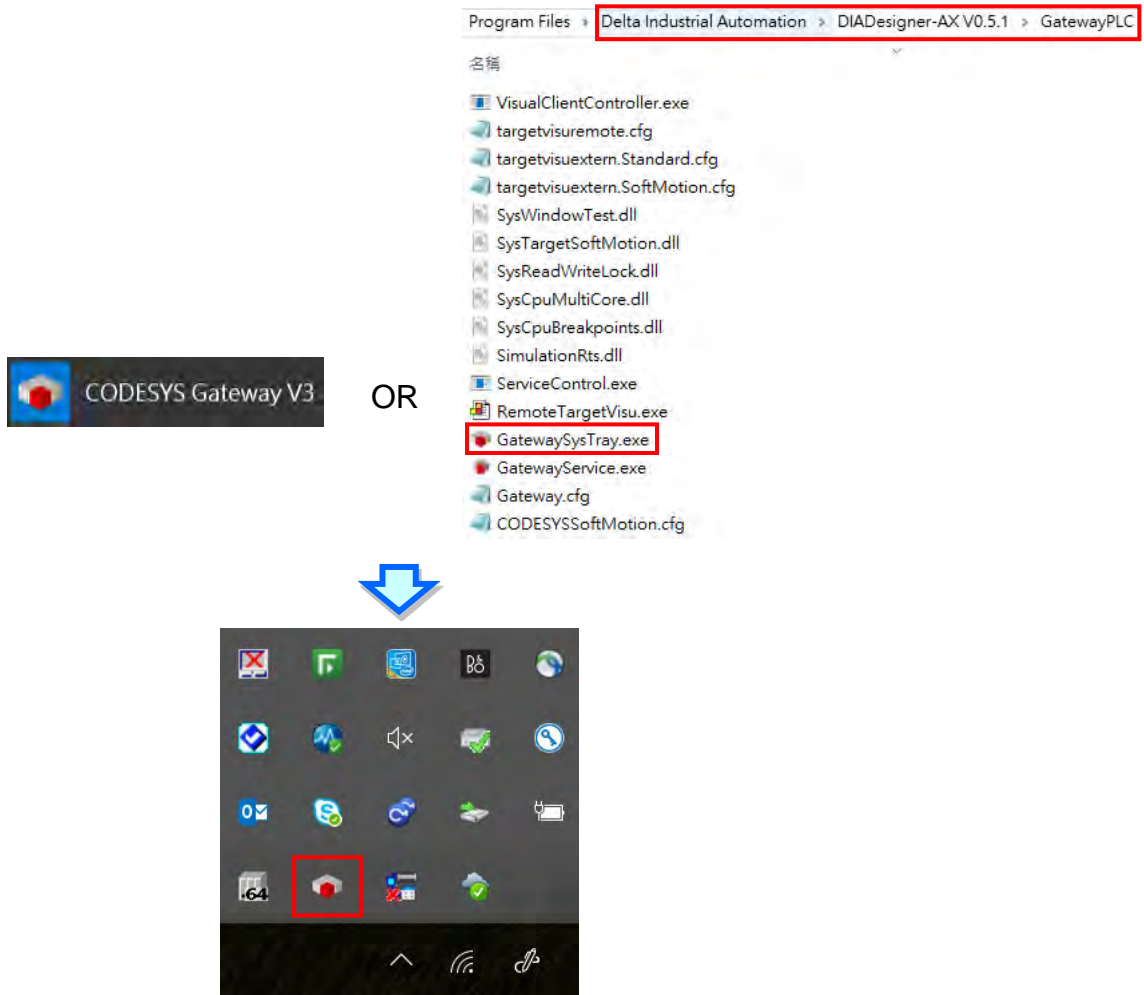 Program Files › Delta Industrial Automation › DIADesigner-AX V0.5.1 › GatewayPLC
名稱
VisualClientController.exe
targetvisuremote.cfg
targetvisuextern.Standard.cfg
targetvisuextern.SoftMotion.cfg
SysWindowTest.dll
SysTargetSoftMotion.dll
SysReadWriteLock.dll
SysCpuMultiCore.dll
SysCpuBreakpoints.dll
SimulationRts.dll
ServiceControl.exe
RemoteTargetVisu.exe
GatewaySysTray.exe
GatewayService.exe
Gateway.cfg
CODESYSSoftMotion.cfg
CODESYS Gateway V3
OR
.64